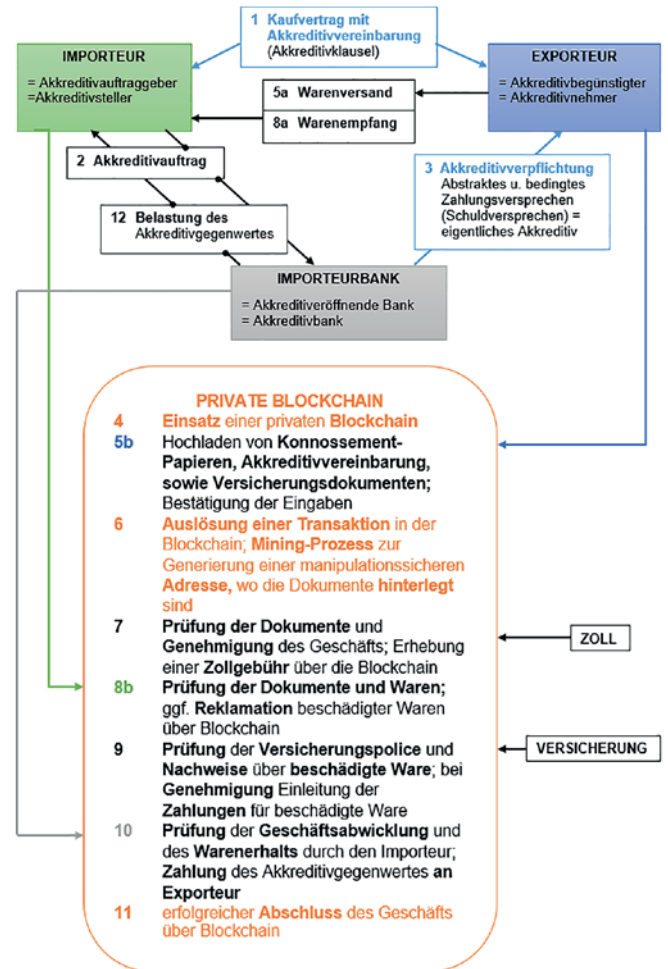 1 Kaufvertrag mit
Akkreditivvereinbarung
(Akkreditivklausel)
IMPORTEUR
= Akkreditivauftraggeber
=Akkreditivsteller
EXPORTEUR
= Akkreditivbegünstigter
= Akkreditivnehmer
5a Warenversand
8a Warenempfang
2 Akkreditivauftrag
3 Akkreditivverpflichtung
Abstraktes u. bedingtes
Zahlungsversprechen
(Schuldversprechen) =
eigentliches Akkreditiv
12 Belastung des
Akkreditivgegenwertes
IMPORTEURBANK
= Akkreditiveröffnende Bank
= Akkreditivbank
PRIVATE BLOCKCHAIN
4 Einsatz einer privaten Blockchain
5b Hochladen von Konnossement-
Papieren, Akkreditivvereinbarung,
sowie Versicherungsdokumenten;
Bestätigung der Eingaben
6 Auslösung einer Transaktion in der
Blockchain; Mining-Prozess zur
Generierung einer manipulationssicheren
Adresse, wo die Dokumente hinterlegt
sind
7 Prüfung der Dokumente und
Genehmigung des Geschäfts; Erhebung
einer Zollgebühr über die Blockchain
ZOLL
8b Prüfung der Dokumente und Waren;
ggf. Reklamation beschädigter Waren
über Blockchain
9 Prüfung der Versicherungspolice und
Nachweise über beschädigte Ware; bei
Genehmigung Einleitung der
Zahlungen für beschädigte Ware
VERSICHERUNG
10 Prüfung der Geschäftsabwicklung und
des Warenerhalts durch den Importeur;
Zahlung des Akkreditivgegenwertes an
Exporteur
11 erfolgreicher Abschluss des Geschäfts
über Blockchain